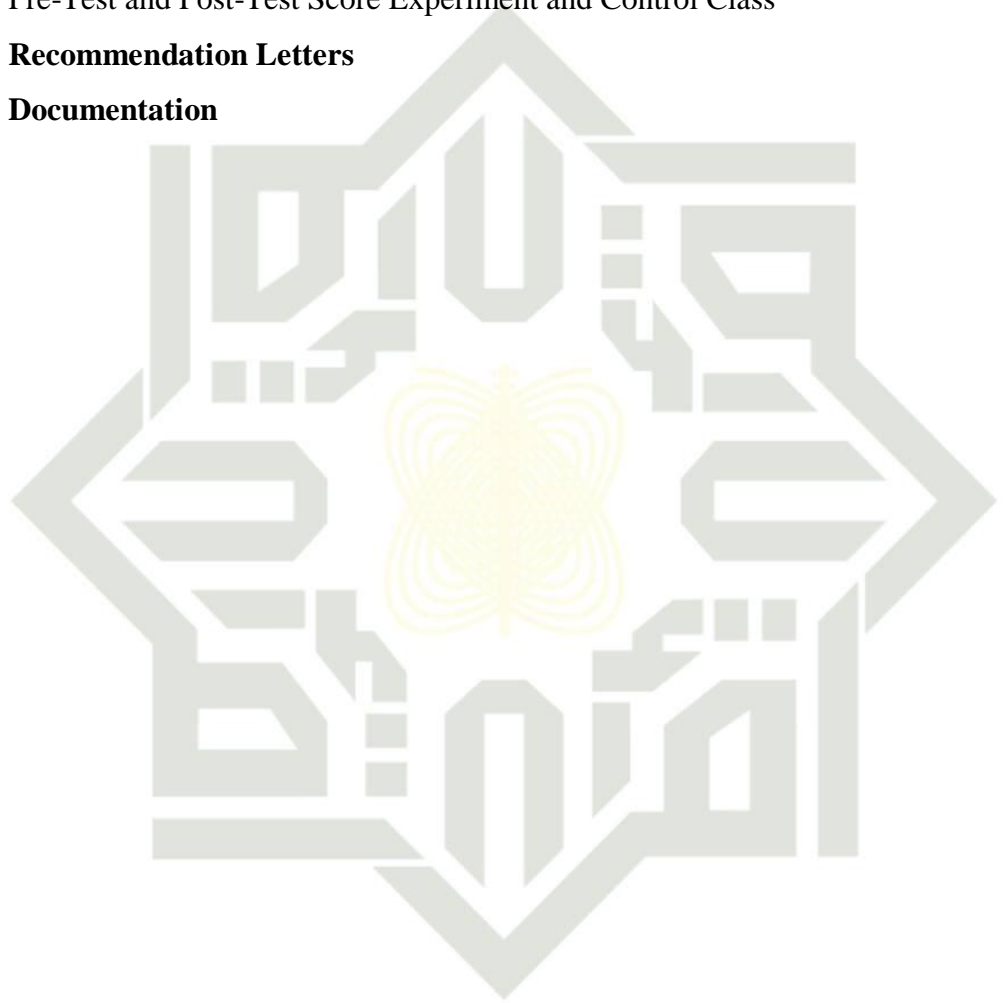 Pre-Test and Post-Test Score Experiment and Control Class
Recommendation Letters
Documentation